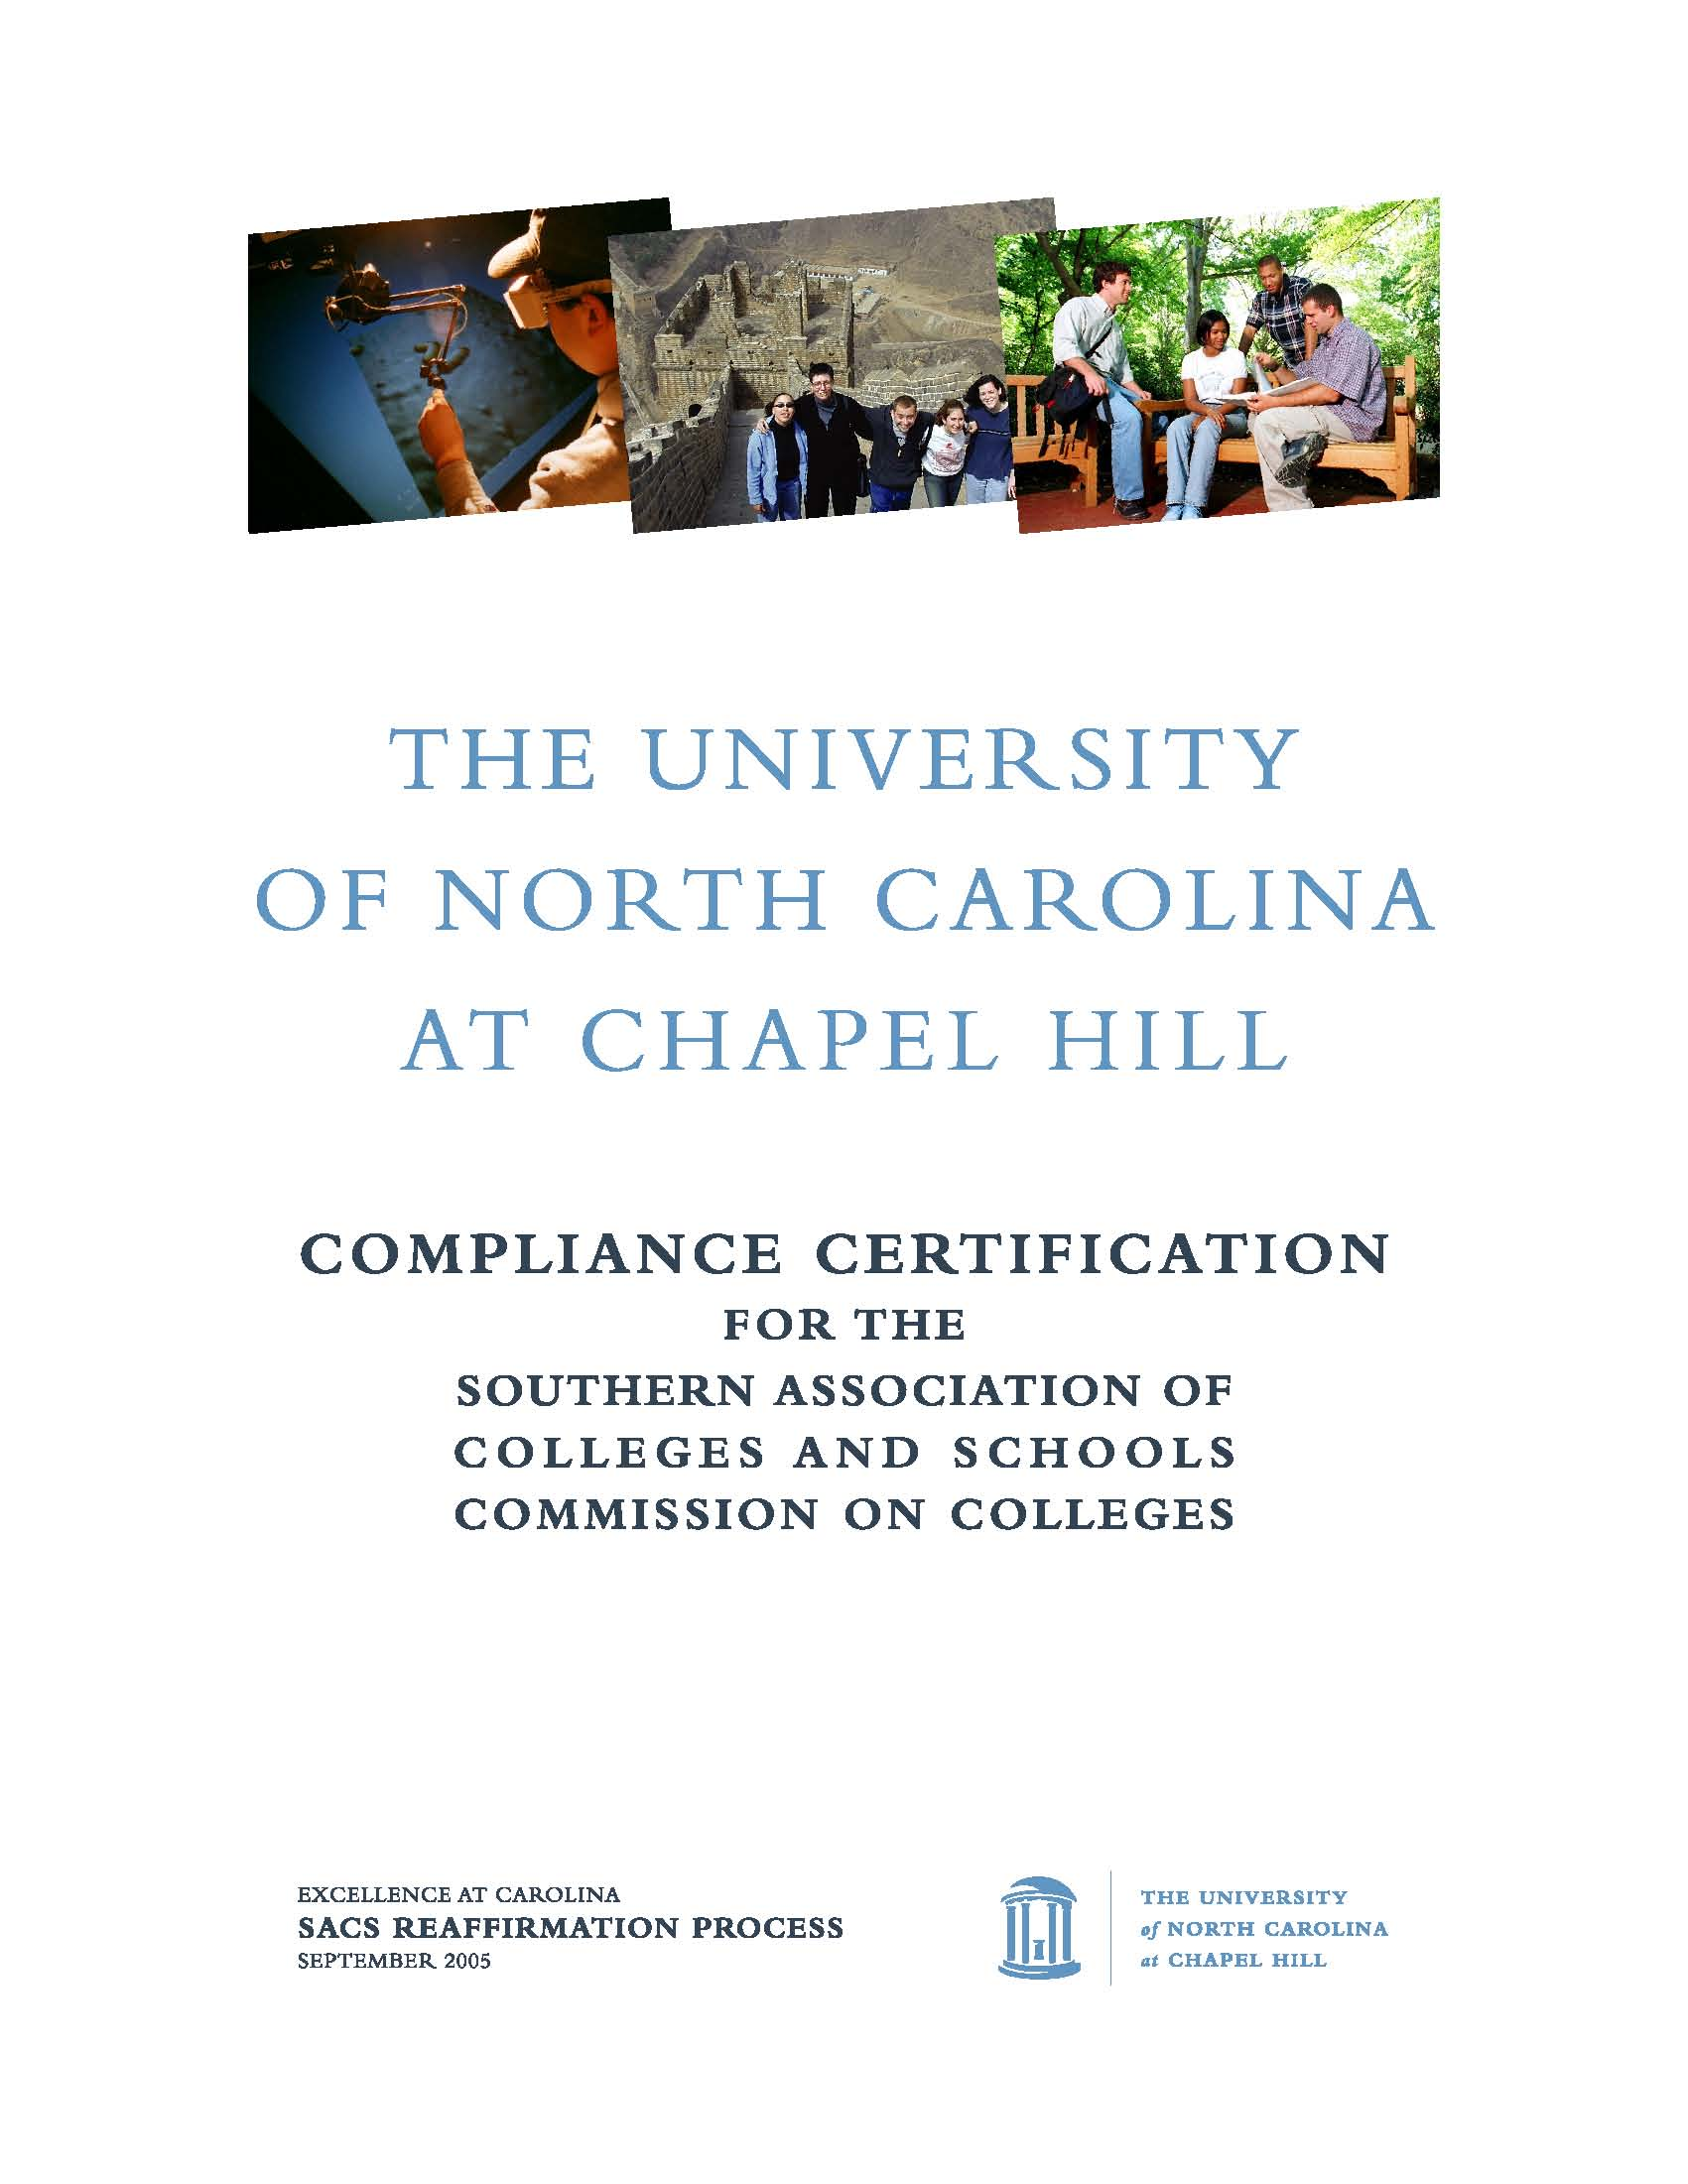 THE UNIVERSITY
OF NORTH CAROLINA
AT CHAPEL HILL
COMPLIANCE CERTIFICATION
FOR THE
SOUTHERN ASSOCIATION OF
COLLEGES AND SCHOOLS
COMMISSION ON COLLEGES
EXCELLENCE AT CAROLINA
SACS REAFFIRMATION PROCESS
SEPTEMBER 2005
THE UNIVERSITY
of NORTH CAROLINA
at CHAPEL HILL